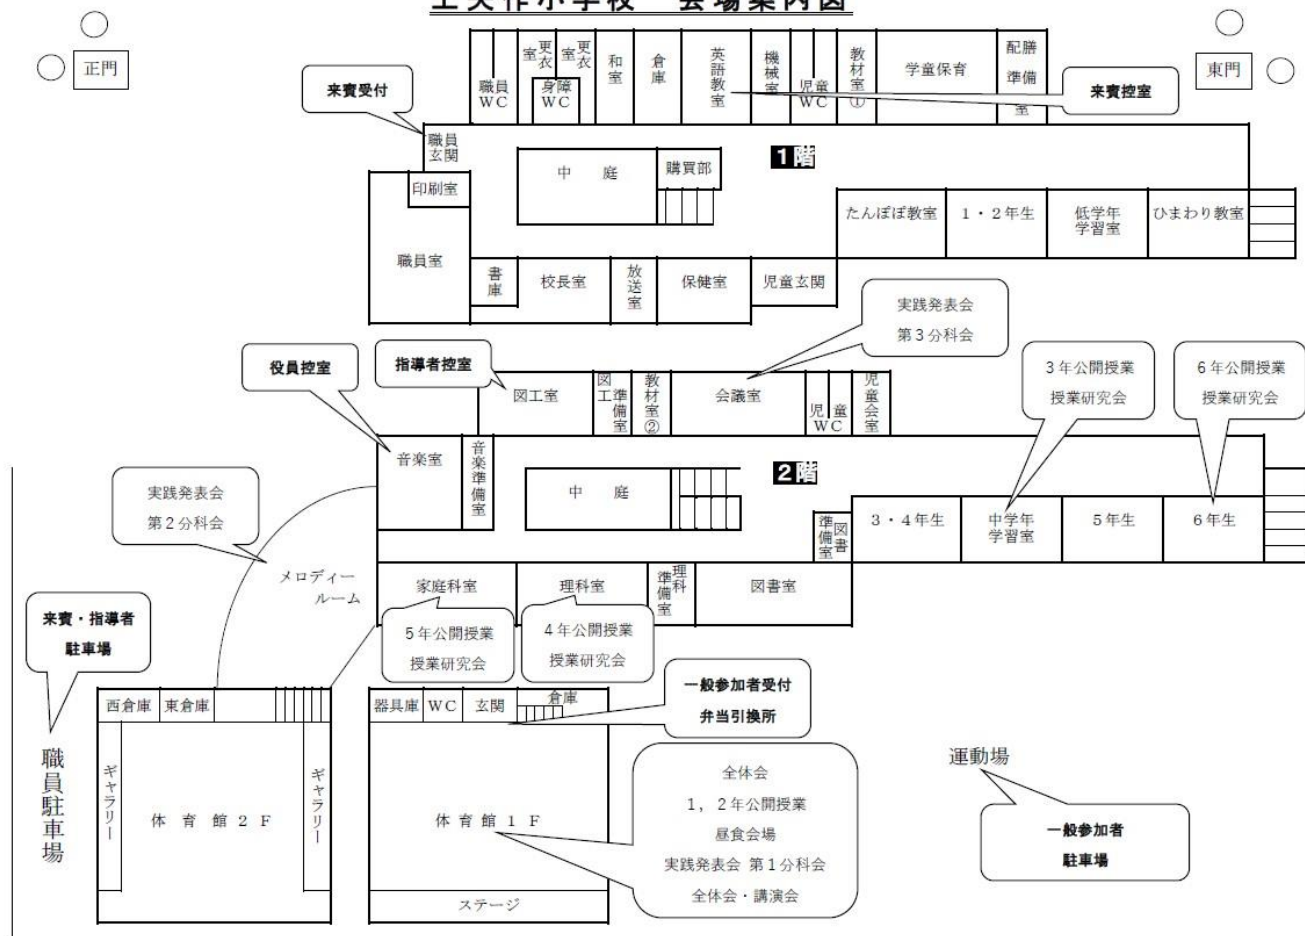 上矢作小学校　会場案内図
正門
東門
来賓受付
来賓控室
職員
WC
更衣
室
更衣
室
身障
WC
和室
倉庫
英語
教室
機械室
児童
WC
教材室①
学童保育
配膳
準備
室
職員
玄関
印刷室
中　庭
購買部
1階
たんぽぽ教室
1・2年生
低学年
学習室
ひまわり教室
職員室
書庫
校長室
放送室
保健室
児童玄関
実践発表会
第3分科会
役員控室
指導者控室
3年公開授業
授業研究会
6年公開授業
授業研究会
図工室
図工
準備室
教材室②
会議室
児童
WC
児童会室
音楽室
音楽準備室
中　庭
2階
実践発表会
第2分科会
図書
準備室
3・4年生
中学年
学習室
5年生
6年生
メロディー
ルーム
家庭科室
理科室
理科
準備室
図書室
来賓・指導者
駐車場
5年公開授業
授業研究会
4年公開授業
授業研究会
一般参加者受付
弁当引換所
西倉庫
東倉庫
器具庫
WC
玄関
倉庫
職員駐車場
ギャラリー
体育館2F
ギャラリー
体育館1F
ステージ
全体会
1，2年公開授業
昼食会場
実践発表会 第1分科会
全体会・講演会
運動場
一般参加者
駐車場